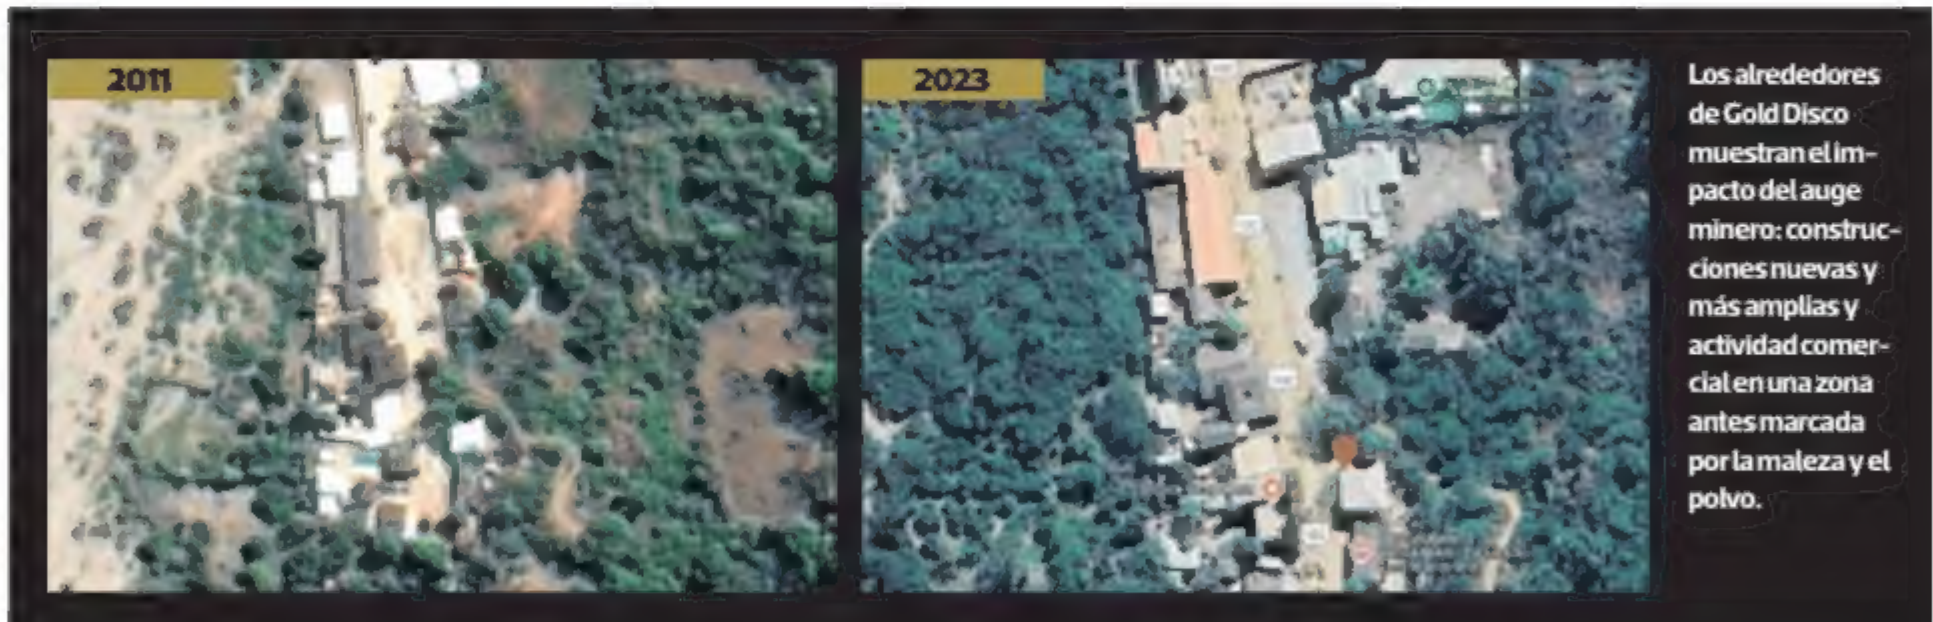 2011
2023
Los alrededores
de Gold Disco
muestran el im-
pacto del auge
minero: construc-
ciones nuevas y
más amplias y
actividad comer-
cial en una zona
antes marcada
por la maleza y el
polvo.